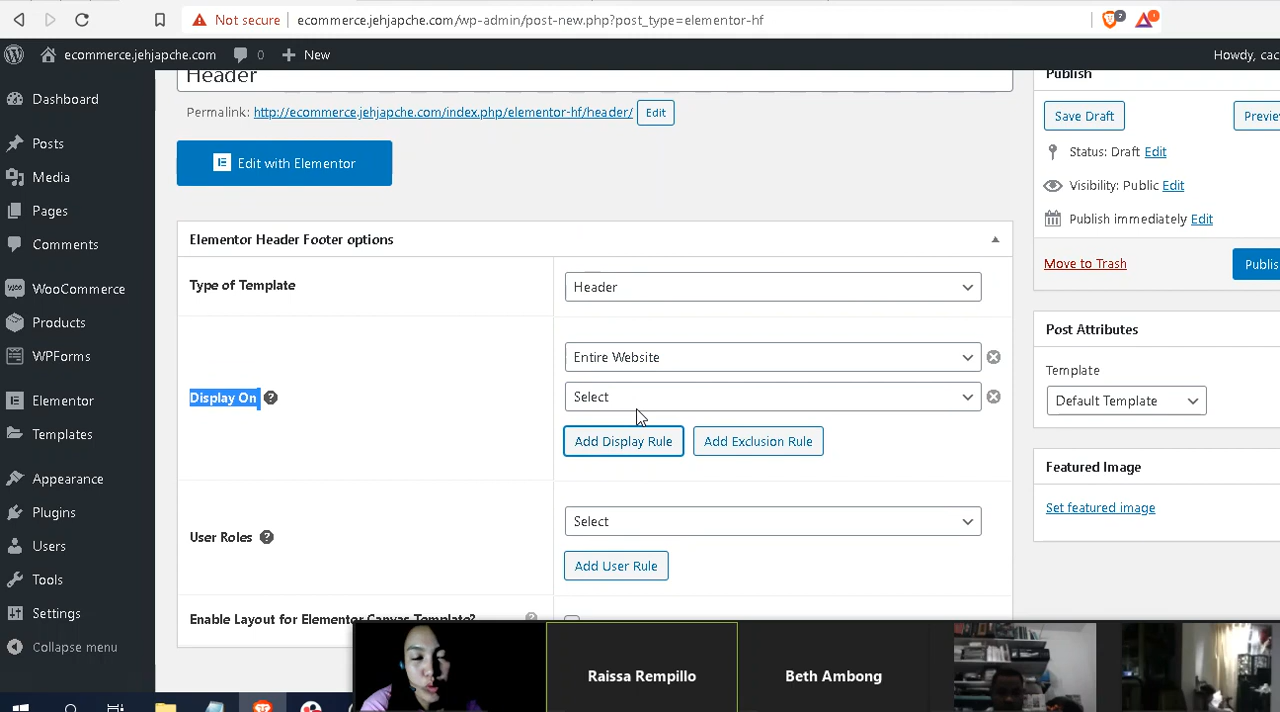 Not secure ecommerce.jehjapche.com/wp-admin/post-new.php?post_type=elementor-hf
ecommerce.jehjapche.com 0 New Howdy, cac
Dashboard
Posts
Media
Pages
Comments
WooCommerce
Products
WPForms
Elementor
Templates
Appearance
Plugins
Users
Tools
Settings
Collapse menu
Header
Permalink: http://ecommerce.jehjapche.com/index.php/elementor-hf/header/ Edit
Edit with Elementor
Elementor Header Footer options
Type of Template
Header
Display On
Entire Website
Select
Add Display Rule Add Exclusion Rule
User Roles
Select
Add User Rule
Enable Layout for Elementor Canvas Template?
Publish
Save Draft Previe
Status: Draft Edit
Visibility: Public Edit
Publish immediately Edit
Move to Trash Publis
Post Attributes
Template
Default Template
Featured Image
Set featured image
Raissa Rempillo
Beth Ambong